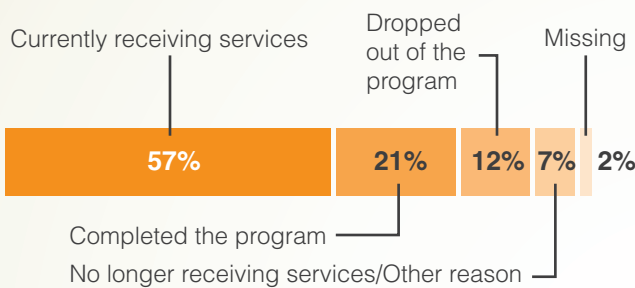 Currently receiving services
Dropped
out of the
program
Missing
57%
21%
12%
7%
2%
Completed the program
No longer receiving services/Other reason